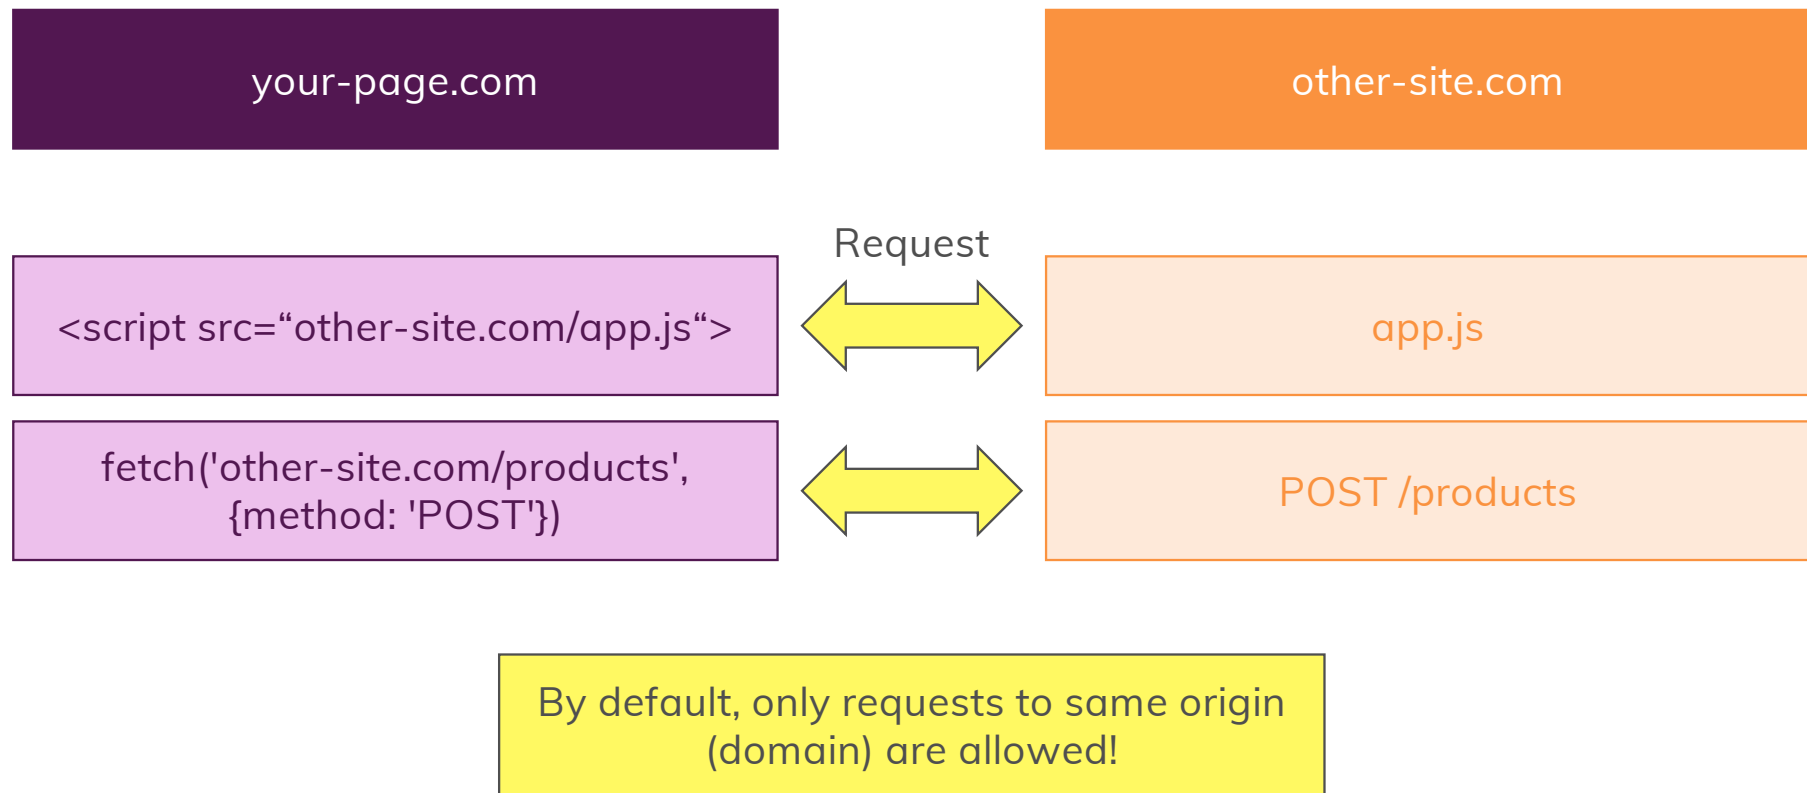 your-page.com
other-site.com
Request
<script src=“other-site.com/app.js“>
app.js
fetch('other-site.com/products',
{method: 'POST'})
POST /products
By default, only requests to same origin
(domain) are allowed!